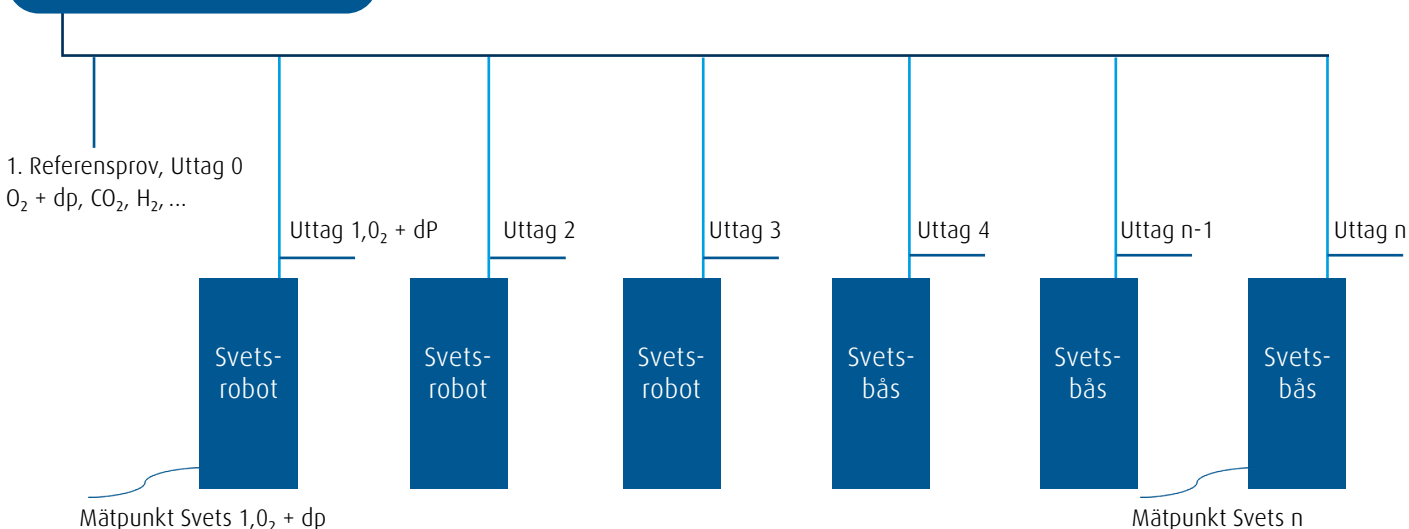 1. Referensprov, Uttag 0
O₂ + dp, CO₂, H₂, ...
Uttag 1,0₂ + dP
Uttag 2
Uttag 3
Uttag 4
Uttag n-1
Uttag n
Svets-
robot
Svets-
robot
Svets-
robot
Svets-
bås
Svets-
bås
Svets-
bås
Mätpunkt Svets 1,0₂ + dp
Mätpunkt Svets n